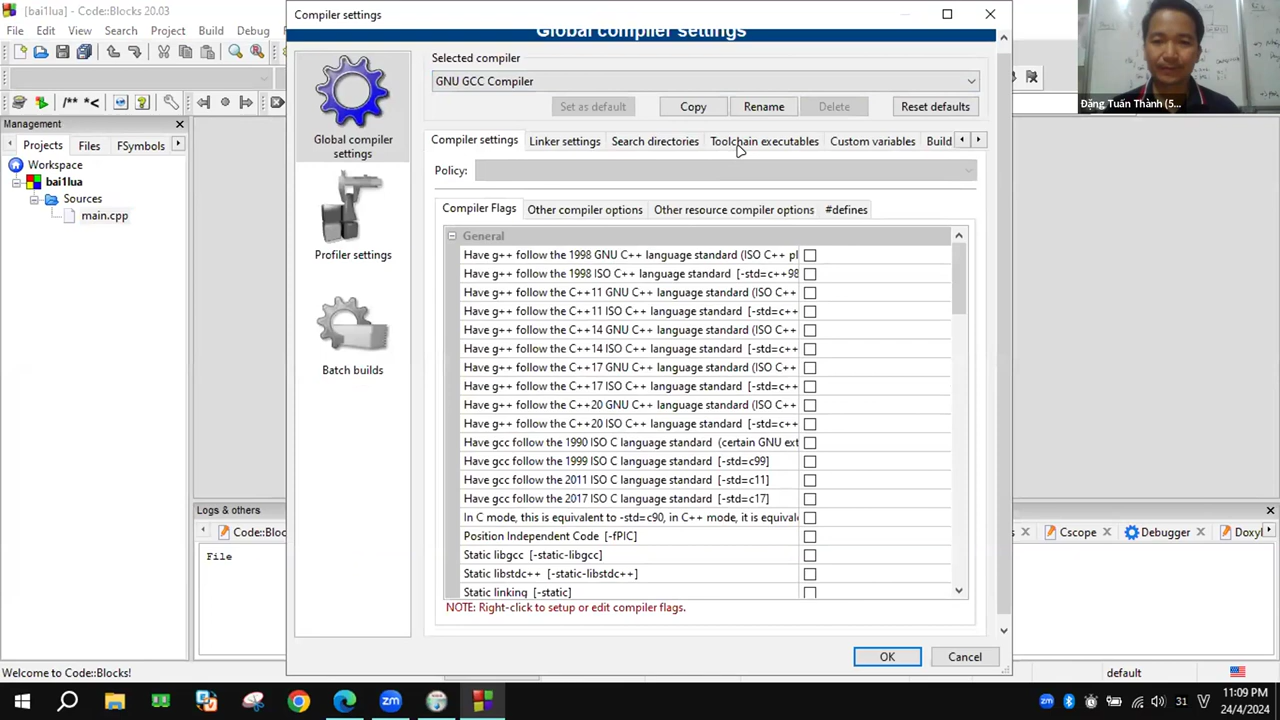 [bai1lua] - Code::Blocks 20.03
File Edit View Search Project Build Debug
/** *<
Management
Projects Files FSymbols
Workspace
bai1lua
Sources
main.cpp
Compiler settings
Global compiler settings
Global compiler
settings
Profiler settings
Batch builds
Selected compiler
GNU GCC Compiler
Set as default Copy Rename Delete Reset defaults
Compiler settings Linker settings Search directories Toolchain executables Custom variables Build
Policy:
Compiler Flags Other compiler options Other resource compiler options #defines
General
Have g++ follow the 1998 GNU C++ language standard (ISO C++ pl
Have g++ follow the 1998 ISO C++ language standard [-std=c++98
Have g++ follow the C++11 GNU C++ language standard (ISO C++
Have g++ follow the C++11 ISO C++ language standard [-std=c++
Have g++ follow the C++14 GNU C++ language standard (ISO C++
Have g++ follow the C++14 ISO C++ language standard [-std=c++
Have g++ follow the C++17 GNU C++ language standard (ISO C++
Have g++ follow the C++17 ISO C++ language standard [-std=c++
Have g++ follow the C++20 GNU C++ language standard (ISO C++
Have g++ follow the C++20 ISO C++ language standard [-std=c++
Have gcc follow the 1990 ISO C language standard (certain GNU ext
Have gcc follow the 1999 ISO C language standard [-std=c99]
Have gcc follow the 2011 ISO C language standard [-std=c11]
Have gcc follow the 2017 ISO C language standard [-std=c17]
In C mode, this is equivalent to -std=c90, in C++ mode, it is equival
Position Independent Code [-fPIC]
Static libgcc [-static-libgcc]
Static libstdc++ [-static-libstdc++]
Static linking [-static]
NOTE: Right-click to setup or edit compiler flags.
OK Cancel
Đặng Tuấn Thành (5...
Logs & others
Code::Bloc
Cscope Debugger Doxyl
File
Welcome to Code::Blocks!
default
zm
zm
31 V
11:09 PM
24/4/2024